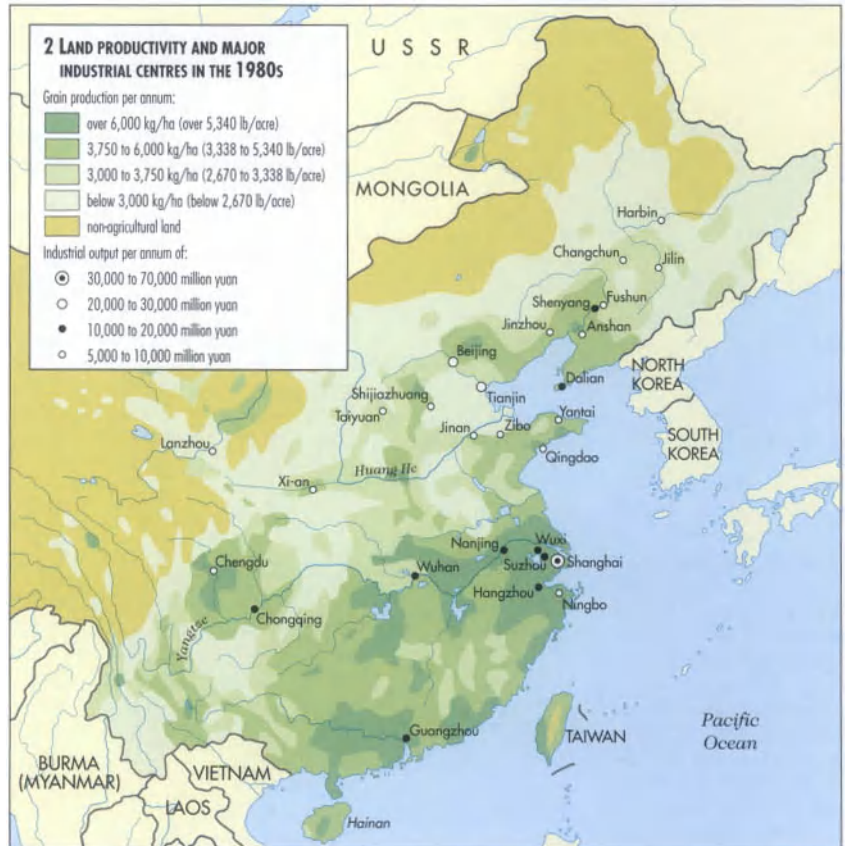 2 LAND PRODUCTIVITY AND MAJOR
INDUSTRIAL CENTRES IN THE 1980S
Grain production per annum:
over 6,000 kg/ha (over 5,340 lb/acre)
3,750 to 6,000 kg/ha (3,338 to 5,340 lb/acre)
3,000 to 3,750 kg/ha (2,670 to 3,338 lb/acre)
below 3,000 kg/ha (below 2,670 lb/acre)
non-agricultural land
Industrial output per annum of:
30,000 to 70,000 million yuan
20,000 to 30,000 million yuan
10,000 to 20,000 million yuan
5,000 to 10,000 million yuan
USSR
MONGOLIA
Harbin
Changchun
Jilin
Shenyang
Fushun
Jinzhou
Anshan
Beijing
NORTH
KOREA
Dalian
Tianjin
Shijiazhuang
Taiyuan
Yantai
Jinan
Zibo
SOUTH
KOREA
Lanzhou
Qingdao
Huang He
Xi-an
Nanjing
Wuxi
Chengdu
Wuhan
Suzhou
Shanghai
Hangzhou
Ningbo
Chongqing
Yangtse
Guangzhou
TAIWAN
Pacific
Ocean
BURMA
(MYANMAR)
VIETNAM
LAOS
Hainan